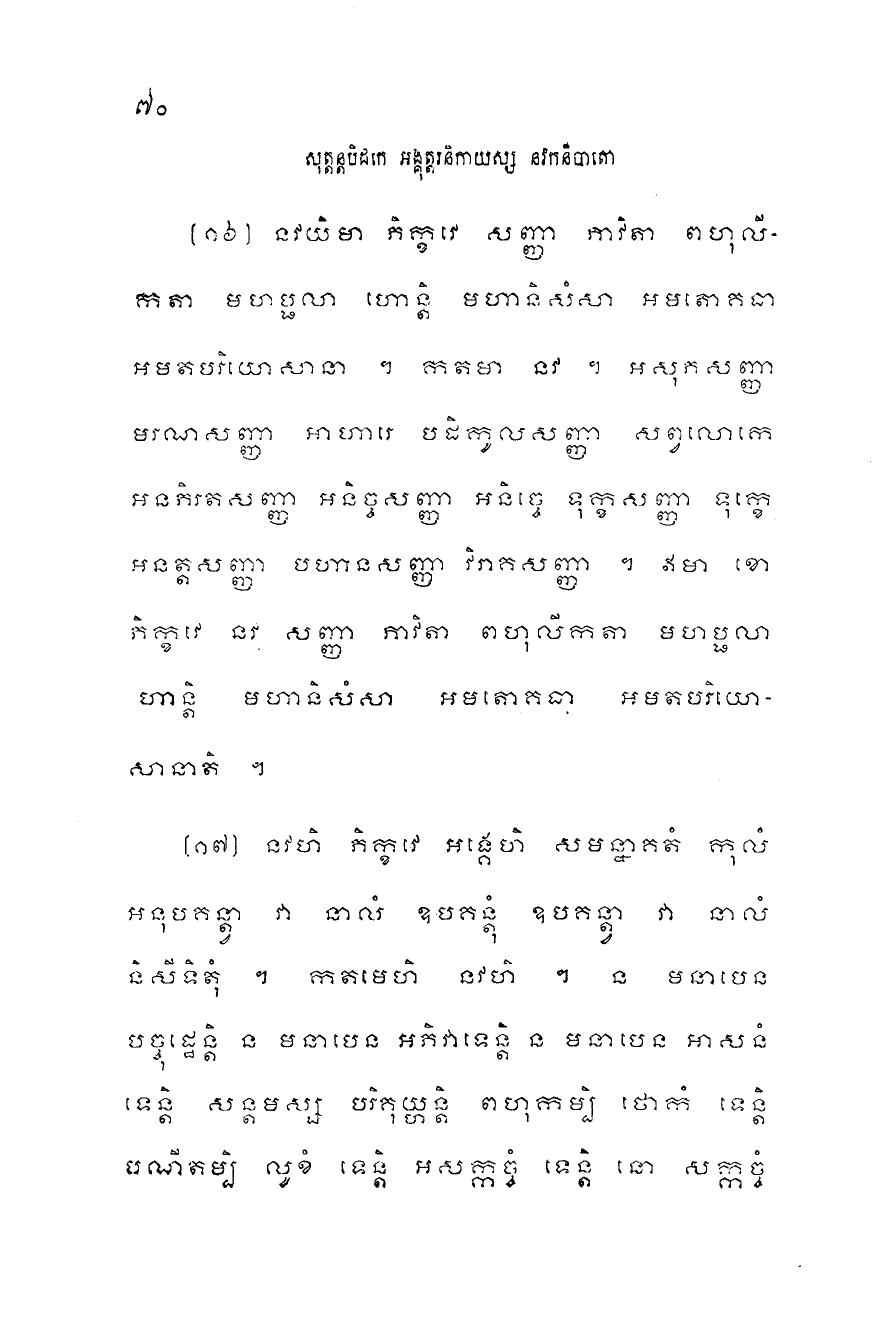 ៧០
សុត្តន្តបិដកេ អង្គុត្តរនិកាយស្ស នវកនិបាតោ
(១៦) នវយិមា ភិក្ខវេ សញ្ញា ភាវិតា ពហុលី-
កតា មហប្ផលា ហោន្តិ មហានិសំសា អមតោគធា
អមតបរិយោសានា ។ កតមា នវ ។ អសុភសញ្ញា
មរណសញ្ញា អាហារេ បដិកូលសញ្ញា សព្វលោកេ
អនភិរតសញ្ញា អនិច្ចសញ្ញា អនិច្ចេ ទុក្ខសញ្ញា ទុក្ខេ
អនត្តសញ្ញា បហានសញ្ញា វិរាគសញ្ញា ។ ឥមា ខោ
ភិក្ខវេ នវ សញ្ញា ភាវិតា ពហុលីកតា មហប្ផលា
ហោន្តិ មហានិសំសា អមតោគធា អមតបរិយោ-
សានាតិ ។
(១៧) នវហិ ភិក្ខវេ អង្គេហិ សមន្នាគតំ កុលំ
អនុបគន្ត្វា វា នាលំ ឧបគន្តុំ ឧបគន្ត្វា វា នាលំ
និសីទិតុំ ។ កតមេហិ នវហិ ។ ន មនាបេន
បច្ចុដ្ឋេន្តិ ន មនាបេន អភិវាទេន្តិ ន មនាបេន អាសនំ
ទេន្តិ សន្តមស្ស បរិគុយ្ហន្តិ ពហុកម្បិ ថោកំ ទេន្តិ
បណីតម្បិ លូខំ ទេន្តិ អសក្កច្ចំ ទេន្តិ នោ សក្កច្ចំ